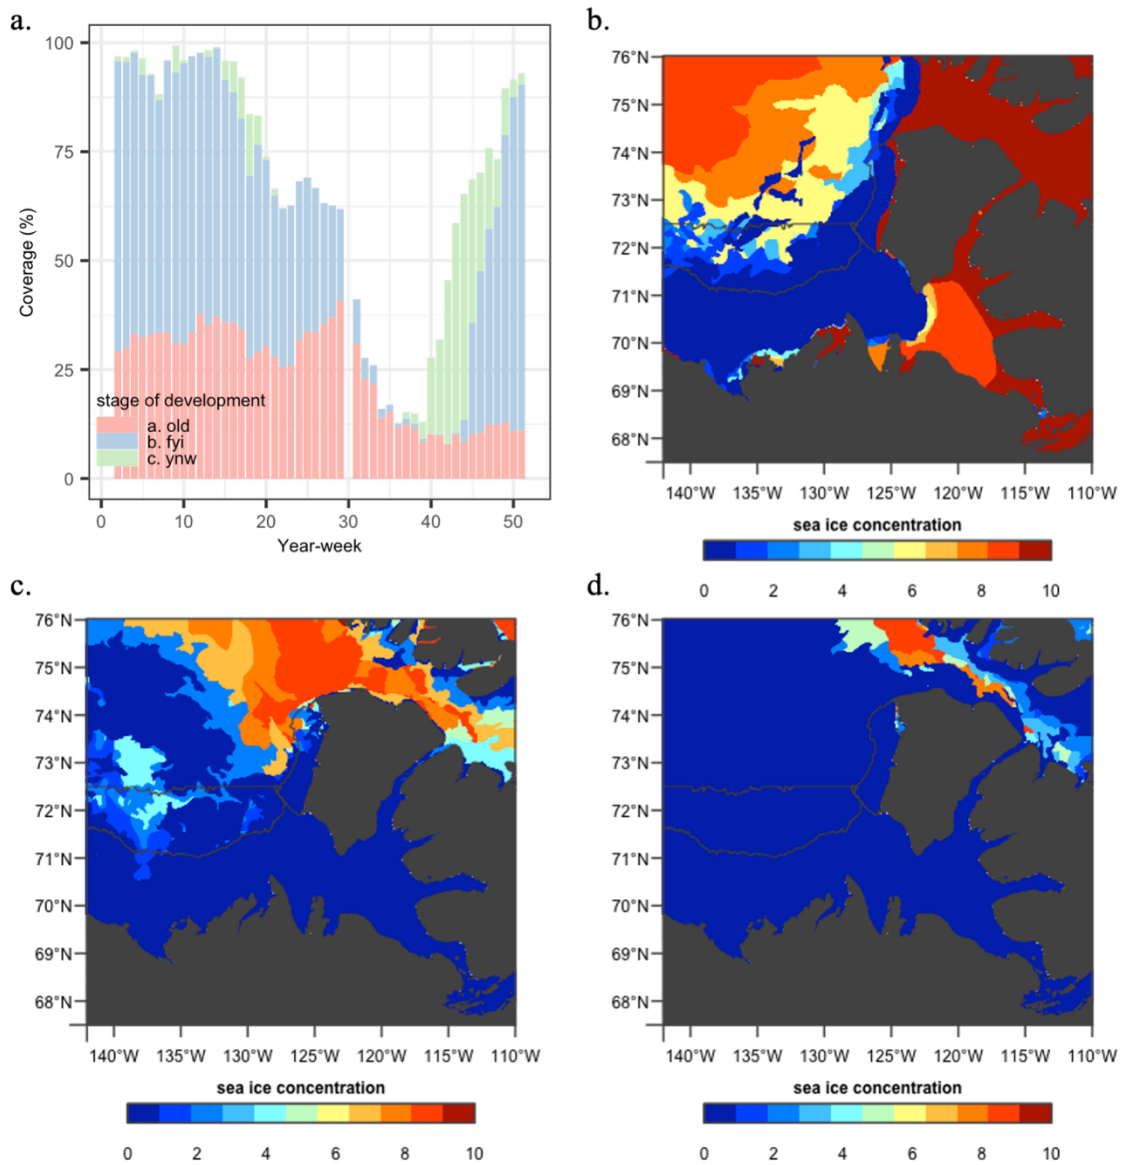 a.
100
75
50
25
0
Coverage (%)
stage of development
a. old
b. fyi
c. ynw
0 10 20 30 40 50
Year-week
b.
76°N
75°N
74°N
73°N
72°N
71°N
70°N
69°N
68°N
140°W 135°W 130°W 125°W 120°W 115°W 110°W
sea ice concentration
0 2 4 6 8 10
c.
76°N
75°N
74°N
73°N
72°N
71°N
70°N
69°N
68°N
140°W 135°W 130°W 125°W 120°W 115°W 110°W
sea ice concentration
0 2 4 6 8 10
d.
76°N
75°N
74°N
73°N
72°N
71°N
70°N
69°N
68°N
140°W 135°W 130°W 125°W 120°W 115°W 110°W
sea ice concentration
0 2 4 6 8 10